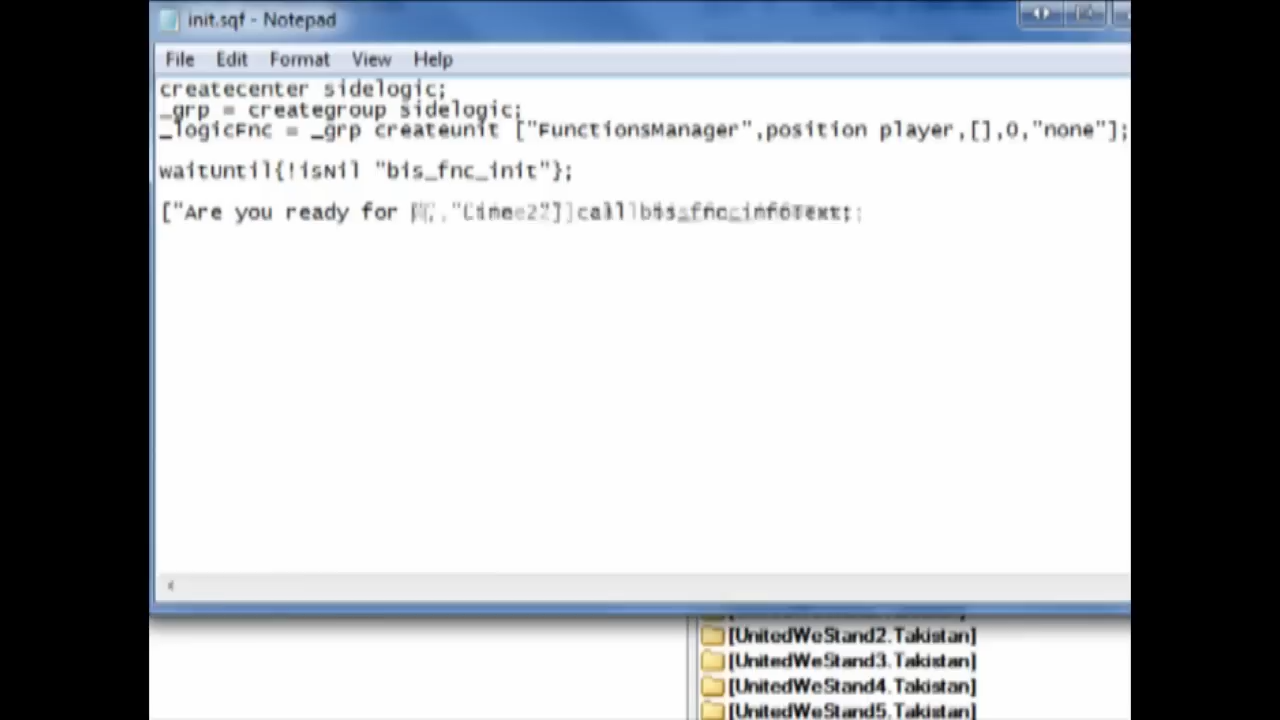 init.sqf - Notepad
File Edit Format View Help
createcenter sidelogic;
_grp = creategroup sidelogic;
_logicFnc = _grp createunit ["FunctionsManager",position player,[],0,"none"];
waitUntil{!isNil "bis_fnc_init"};
["Are you ready for
[UnitedWeStand2.Takistan]
[UnitedWeStand3.Takistan]
[UnitedWeStand4.Takistan]
[UnitedWeStand5.Takistan]